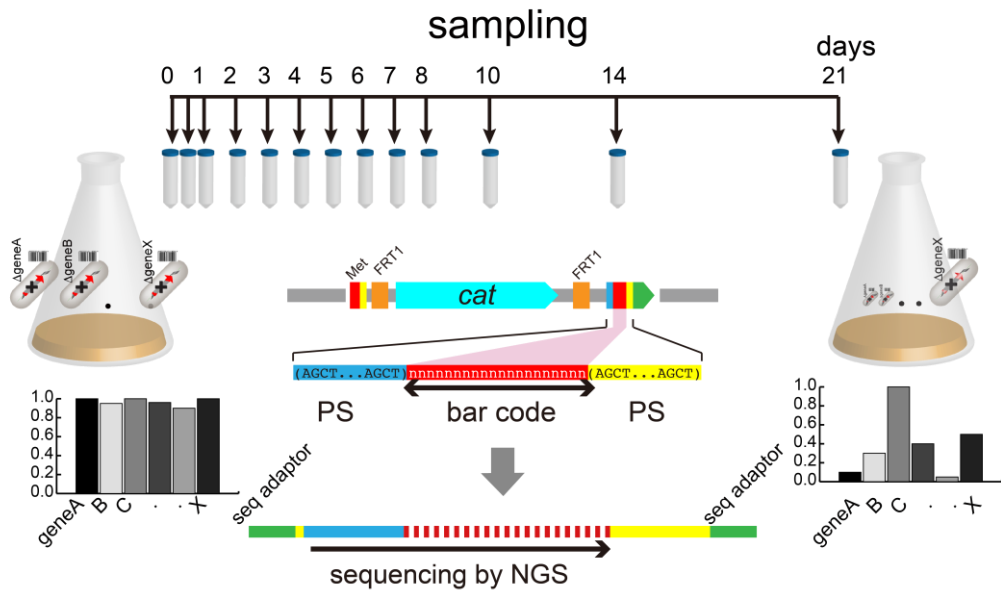 sampling
days
0 1 2 3 4 5 6 7 8 10 14 21
ΔgeneA
ΔgeneB
ΔgeneX
Met
FRT1
FRT1
cat
ΔgeneX
(AGCT...AGCT)nnnnnnnnnnnnnnnnnnnn(AGCT...AGCT)
PS
bar code
PS
1.0
0.8
0.6
0.4
0.2
0.0
geneA B C . . X
1.0
0.8
0.6
0.4
0.2
0.0
geneA B C . . X
seq adaptor
seq adaptor
sequencing by NGS